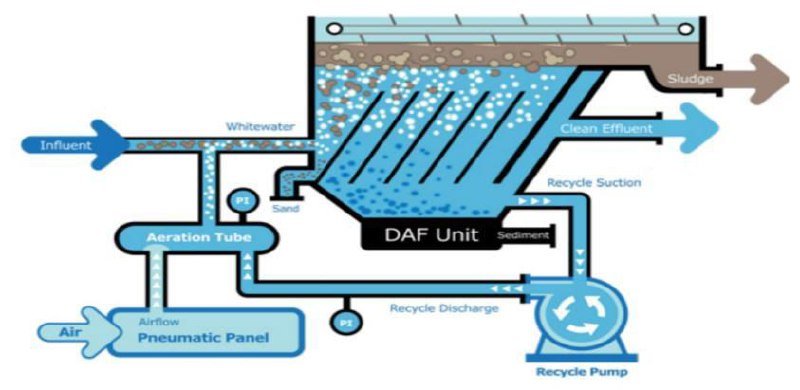 Sludge
Whitewater
Clean Effluent
Influent
Recycle Suction
PI
Sand
Aeration Tube
DAF Unit
Sediment
Recycle Discharge
Airflow
PI
Air
Pneumatic Panel
Recycle Pump